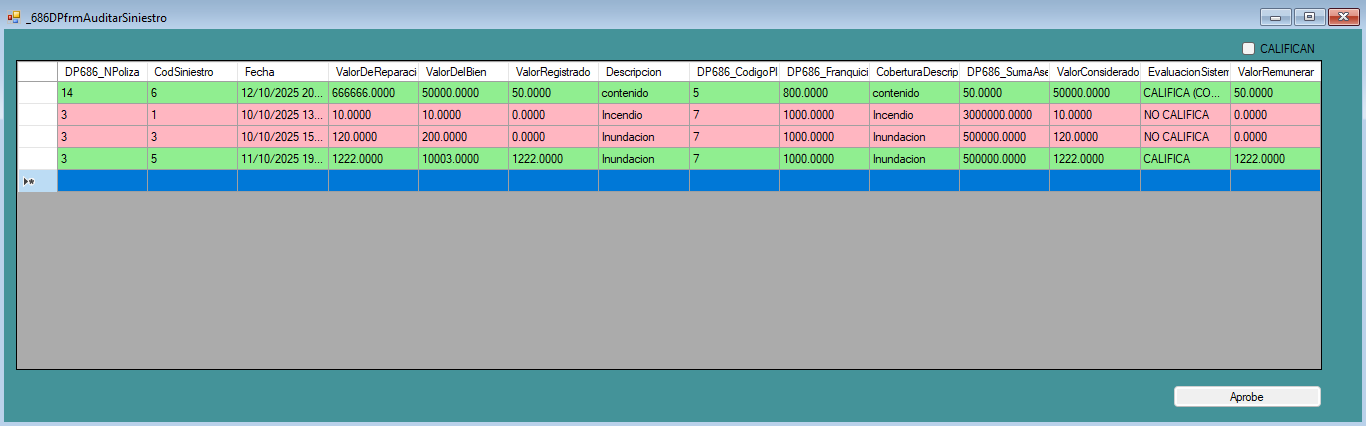 _686DPfrmAuditarSiniestro
CALIFICAN
DP686_NPoliza CodSiniestro Fecha ValorDeReparaci ValorDelBien ValorRegistrado Descripcion DP686_CodigoPl DP686_Franquici CoberturaDescrip DP686_SumaAse ValorConsiderado EvaluacionSistem ValorRemunerar
14 6 12/10/2025 20... 666666.0000 50000.0000 50.0000 contenido 5 800.0000 contenido 50.0000 50000.0000 CALIFICA (CO... 50.0000
3 1 10/10/2025 13... 10.0000 10.0000 0.0000 Incendio 7 1000.0000 Incendio 3000000.0000 10.0000 NO CALIFICA 0.0000
3 3 10/10/2025 15... 120.0000 200.0000 0.0000 Inundacion 7 1000.0000 Inundacion 500000.0000 120.0000 NO CALIFICA 0.0000
3 5 11/10/2025 19... 1222.0000 10003.0000 1222.0000 Inundacion 7 1000.0000 Inundacion 500000.0000 1222.0000 CALIFICA 1222.0000
Aprobe